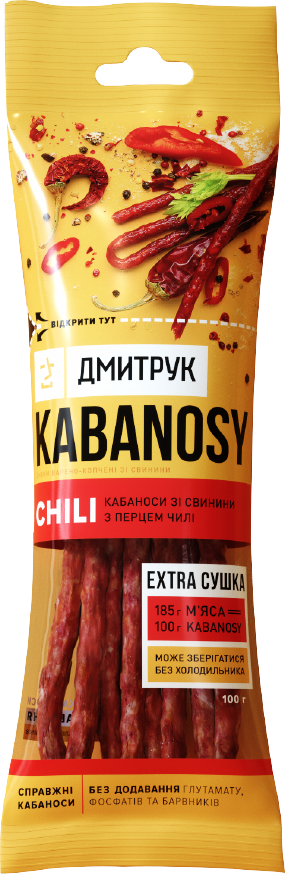 ВІДКРИТИ ТУТ
ДМИТРУК
KABANOSY
CHILI
КАБАНОСИ ЗІ СВИНИНИ
З ПЕРЦЕМ ЧИЛІ
EXTRA СУШКА
185 г М'ЯСА =
100 г KABANOSY
МОЖЕ ЗБЕРІГАТИСЯ
БЕЗ ХОЛОДИЛЬНИКА
100 г
СПРАВЖНІ
КАБАНОСИ
БЕЗ ДОДАВАННЯ ГЛУТАМАТУ,
ФОСФАТІВ ТА БАРВНИКІВ